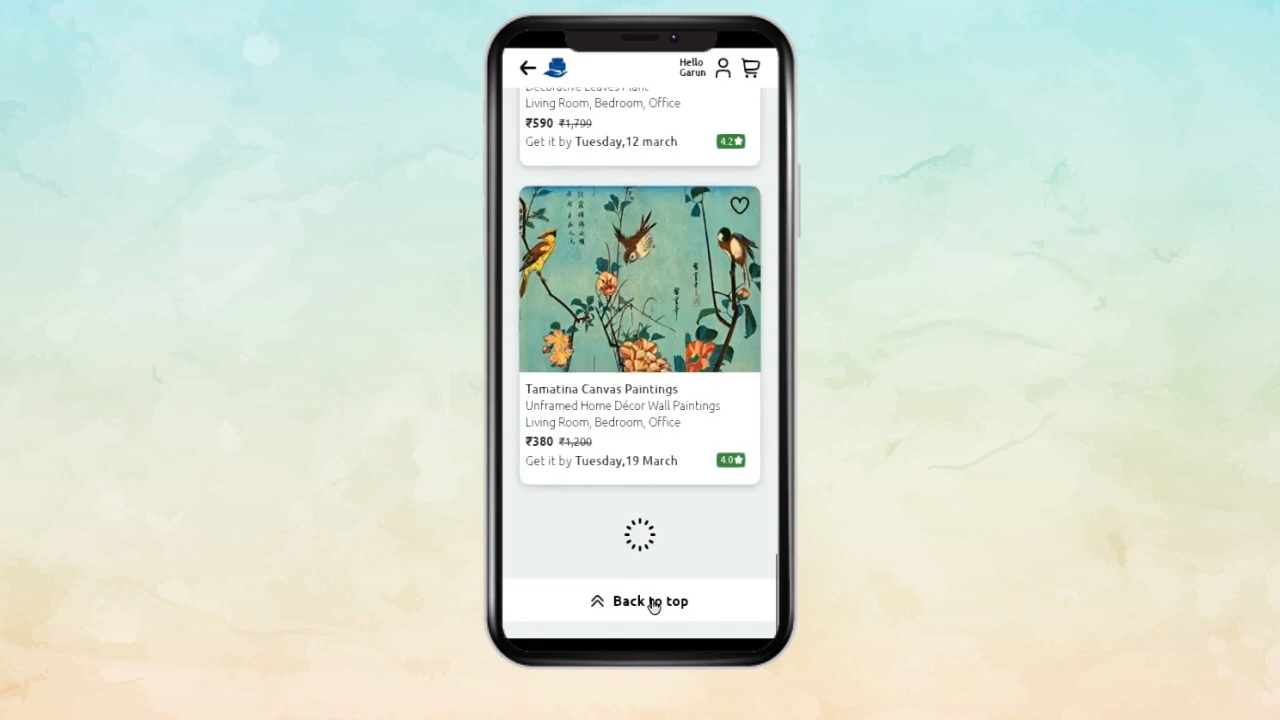 Hello
Garun
Decorative Leaves Plant
Living Room, Bedroom, Office
₹590 ₹1,799
Get it by Tuesday,12 march
4.2
Tamatina Canvas Paintings
Unframed Home Décor Wall Paintings
Living Room, Bedroom, Office
₹380 ₹1,200
Get it by Tuesday,19 March
4.0
Back to top